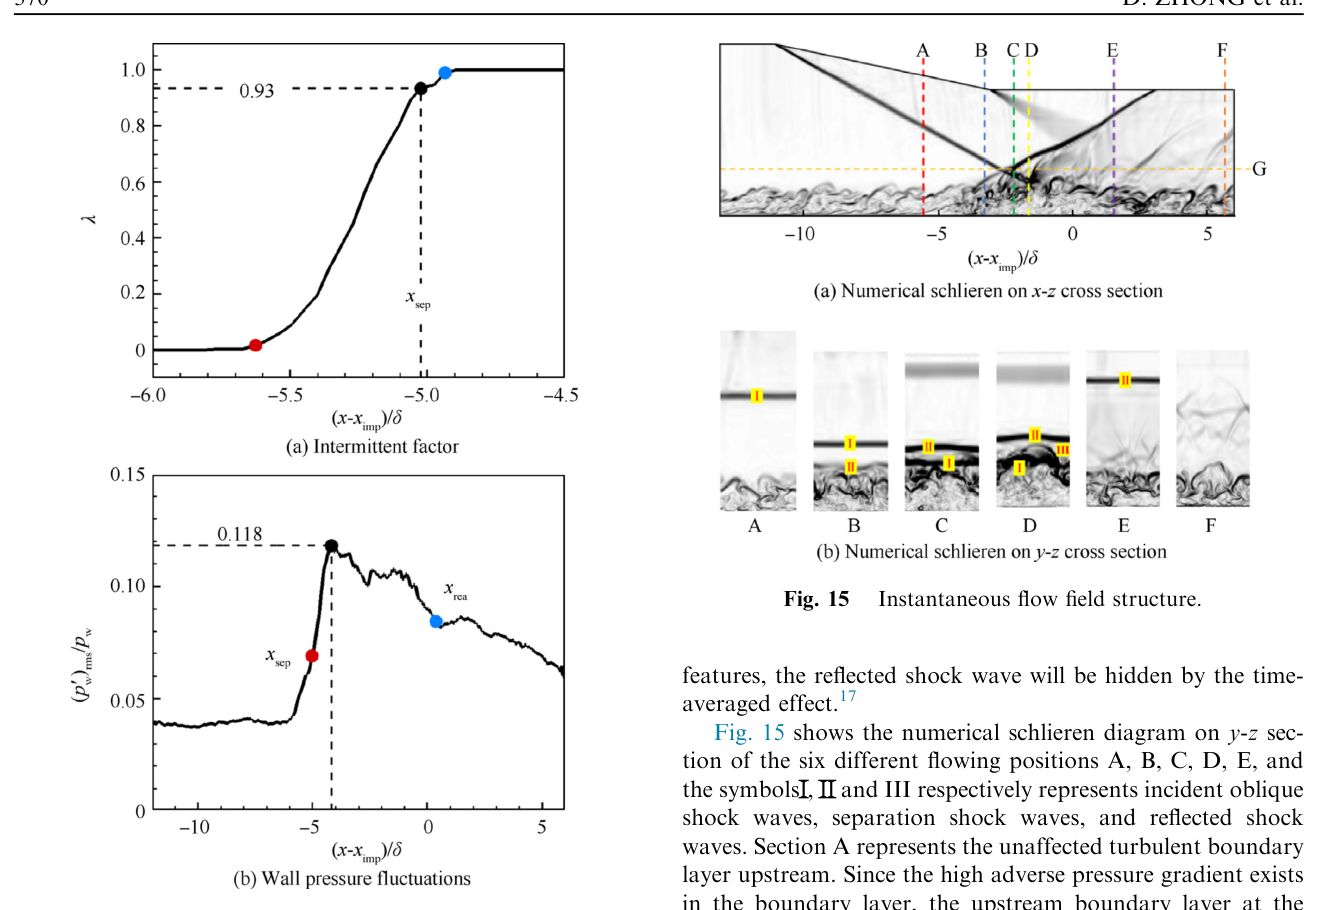 370
D. ZHONG et al.
1.0
0.93
0.8
0.6
λ
0.4
0.2
x_sep
0
−6.0 −5.5 −5.0 −4.5
(x-x_imp)/δ
(a) Intermittent factor
0.15
0.118
0.10
x_rea
(p′_w)_rms/p_w
x_sep
0.05
0
−10 −5 0 5
(x-x_imp)/δ
(b) Wall pressure fluctuations
A B C D E F
G
−10 −5 0 5
(x-x_imp)/δ
(a) Numerical schlieren on x-z cross section
I I II II I II III I II
A B C D E F
(b) Numerical schlieren on y-z cross section
Fig. 15 Instantaneous flow field structure.
features, the reflected shock wave will be hidden by the time-
averaged effect.17
Fig. 15 shows the numerical schlieren diagram on y-z sec-
tion of the six different flowing positions A, B, C, D, E, and
the symbolsI, II and III respectively represents incident oblique
shock waves, separation shock waves, and reflected shock
waves. Section A represents the unaffected turbulent boundary
layer upstream. Since the high adverse pressure gradient exists
in the boundary layer, the upstream boundary layer at the